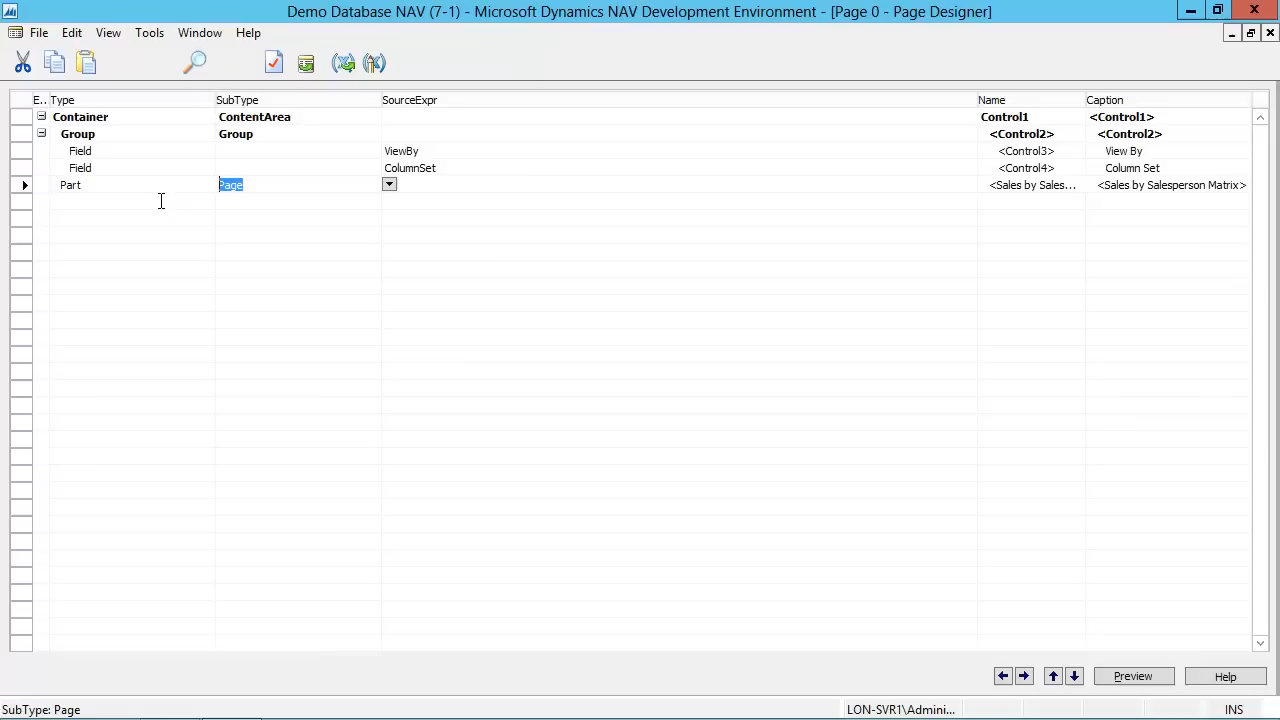 Demo Database NAV (7-1) - Microsoft Dynamics NAV Development Environment - [Page 0 - Page Designer]
File Edit View Tools Window Help
E.. Type SubType SourceExpr Name Caption
Container ContentArea Control1 <Control1>
Group Group <Control2> <Control2>
Field ViewBy <Control3> View By
Field ColumnSet <Control4> Column Set
Part Page <Sales by Sales... <Sales by Salesperson Matrix>
Preview Help
SubType: Page LON-SVR1\Admini... INS